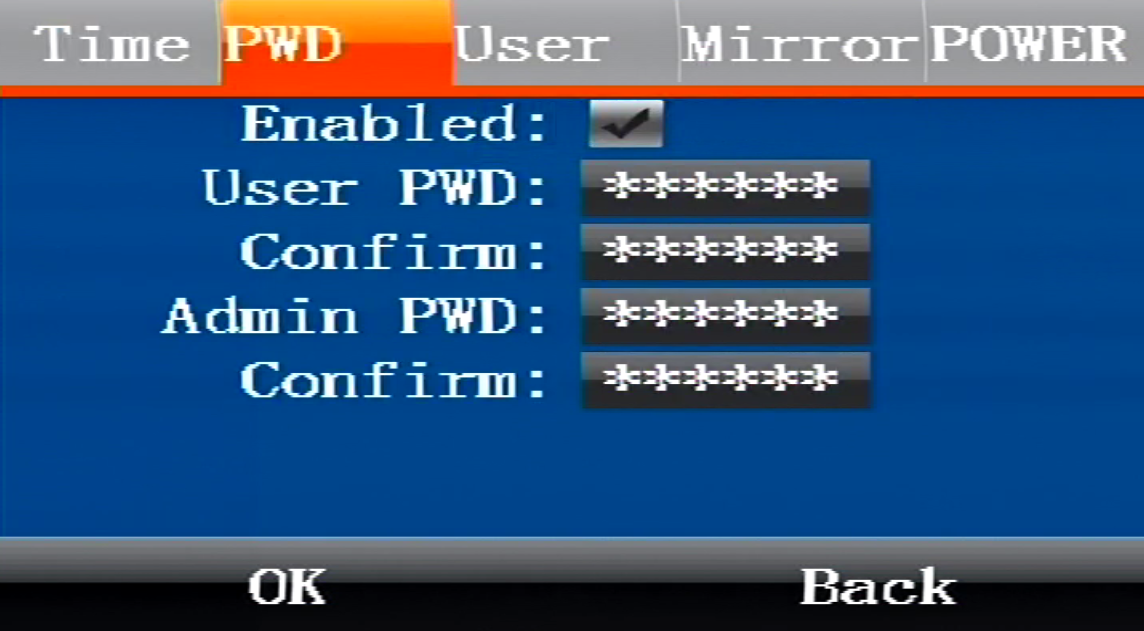 Time PWD User Mirror POWER
Enabled:
User PWD: ******
Confirm: ******
Admin PWD: ******
Confirm: ******
OK Back